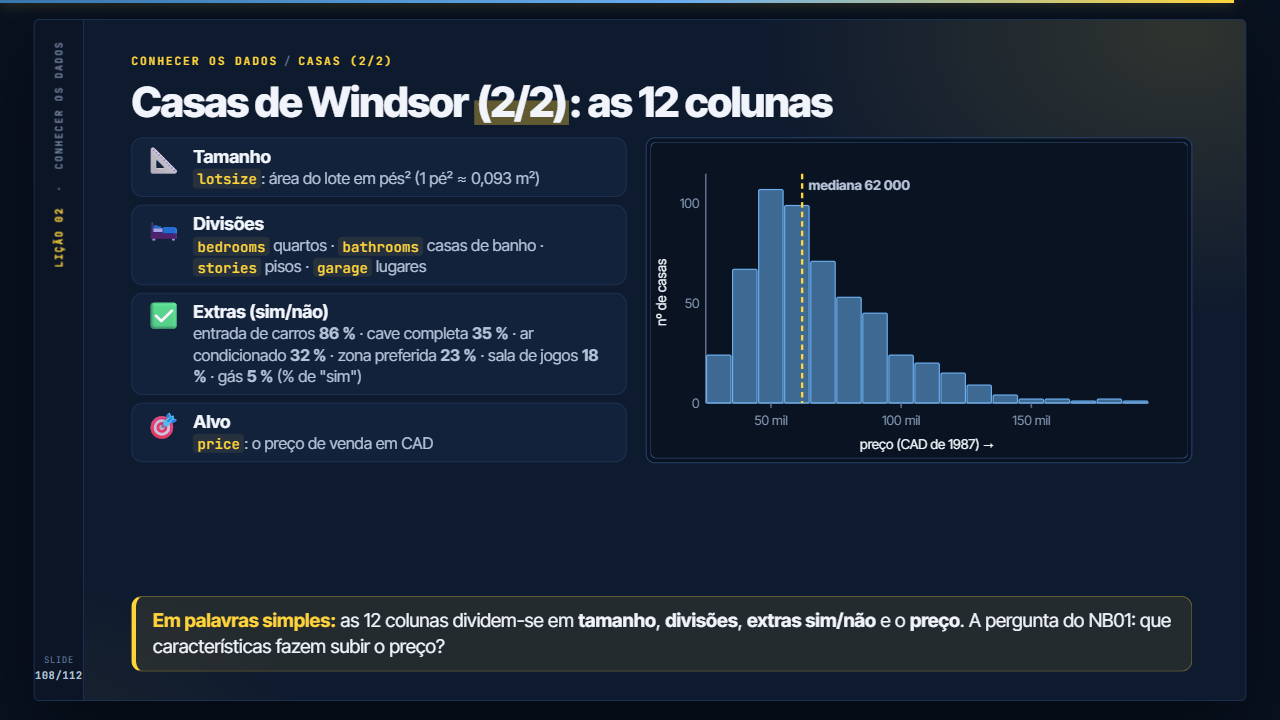 CONHECER OS DADOS / CASAS (2/2)
Casas de Windsor (2/2): as 12 colunas
Tamanho
lotsize: área do lote em pés² (1 pé² ≈ 0,093 m²)
Divisões
bedrooms quartos · bathrooms casas de banho ·
stories pisos · garage lugares
Extras (sim/não)
entrada de carros 86 % · cave completa 35 % · ar
condicionado 32 % · zona preferida 23 % · sala de jogos 18
% · gás 5 % (% de "sim")
Alvo
price: o preço de venda em CAD
mediana 62 000
100
50
0
nº de casas
50 mil
100 mil
150 mil
preço (CAD de 1987) →
Em palavras simples: as 12 colunas dividem-se em tamanho, divisões, extras sim/não e o preço. A pergunta do NB01: que
características fazem subir o preço?
LIÇÃO 02 · CONHECER OS DADOS
SLIDE
108/112